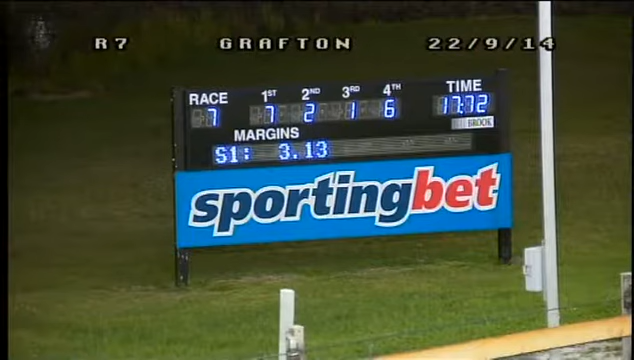 R7 GRAFTON 22/9/14
RACE 1ST 2ND 3RD 4TH TIME
7 7 2 1 6 17.72
BROOK
MARGINS
S1: 3.13
sportingbet